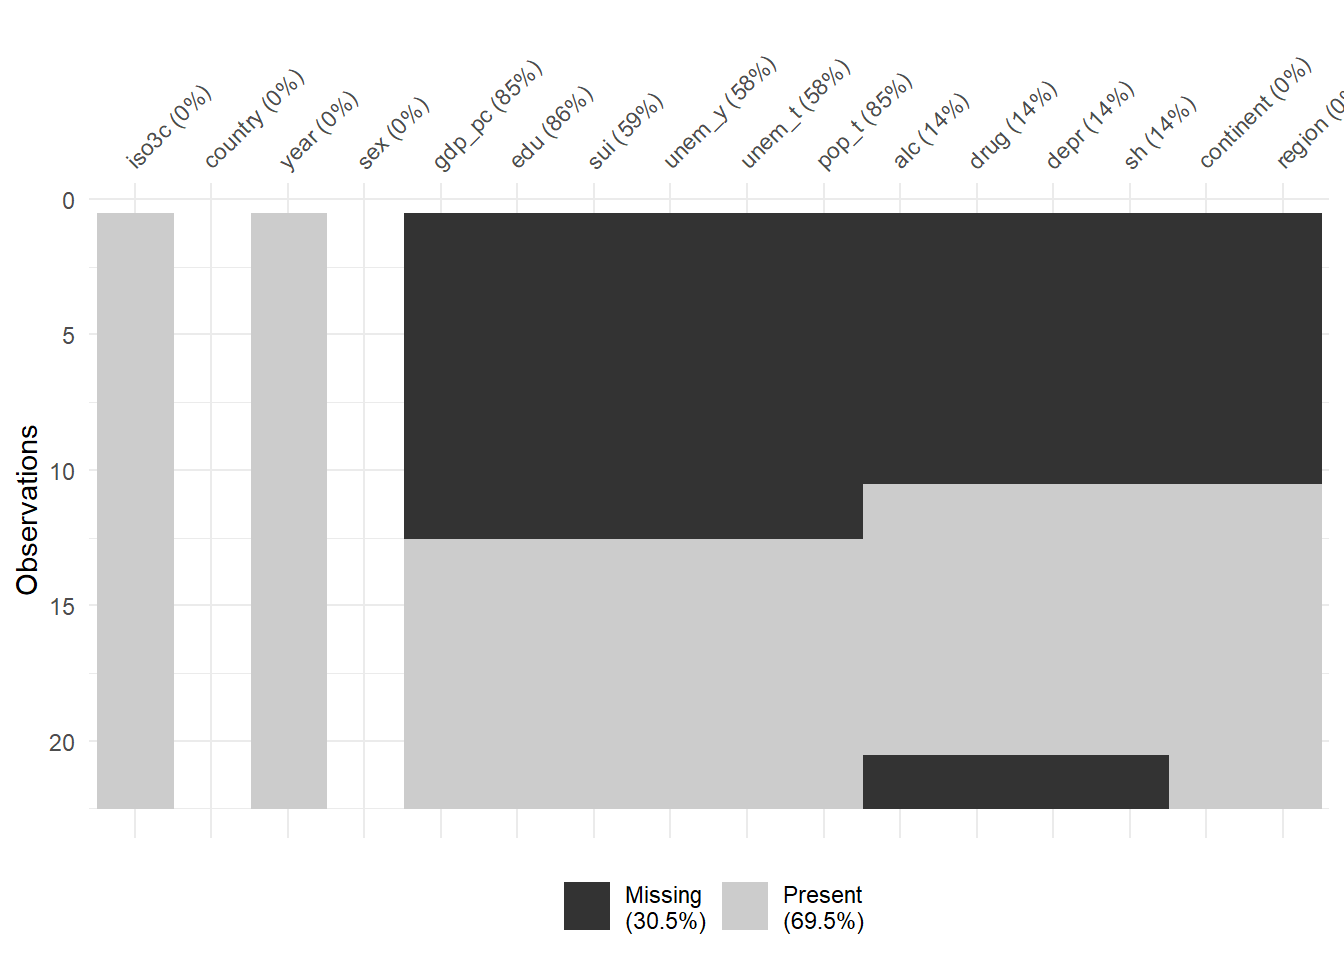 iso3c (0%)
country (0%)
year (0%)
sex (0%)
gdp_pc (85%)
edu (86%)
sui (59%)
unem_y (58%)
unem_t (58%)
pop_t (85%)
alc (14%)
drug (14%)
depr (14%)
sh (14%)
continent (0%)
region (0
0
5
10
15
20
Observations
Missing
(30.5%)
Present
(69.5%)